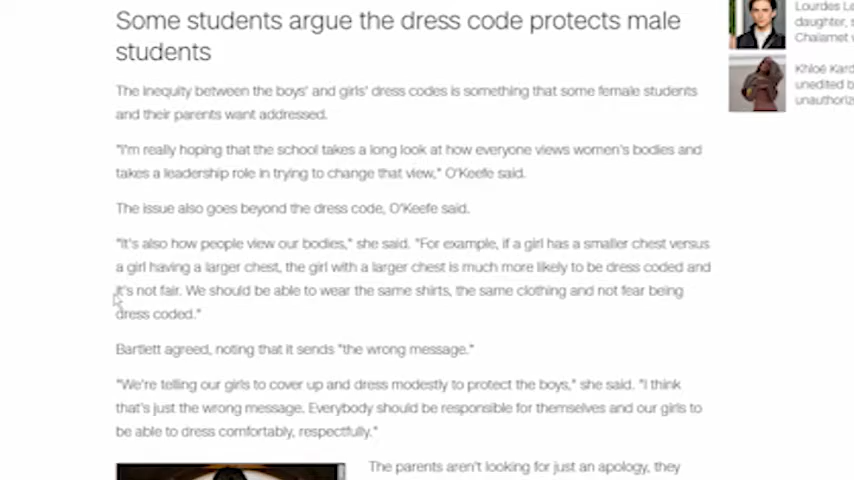 Some students argue the dress code protects male
students
The inequity between the boys' and girls' dress codes is something that some female students
and their parents want addressed.
"I'm really hoping that the school takes a long look at how everyone views women's bodies and
takes a leadership role in trying to change that view," O'Keefe said.
The issue also goes beyond the dress code, O'Keefe said.
"It's also how people view our bodies," she said. "For example, if a girl has a smaller chest versus
a girl having a larger chest, the girl with a larger chest is much more likely to be dress coded and
it's not fair. We should be able to wear the same shirts, the same clothing and not fear being
dress coded."
Bartlett agreed, noting that it sends "the wrong message."
"We're telling our girls to cover up and dress modestly to protect the boys," she said. "I think
that's just the wrong message. Everybody should be responsible for themselves and our girls to
be able to dress comfortably, respectfully."
The parents aren't looking for just an apology, they
Lourdes Le
daughter, s
Chalamet
Khloé Kard
unedited b
unauthoriz